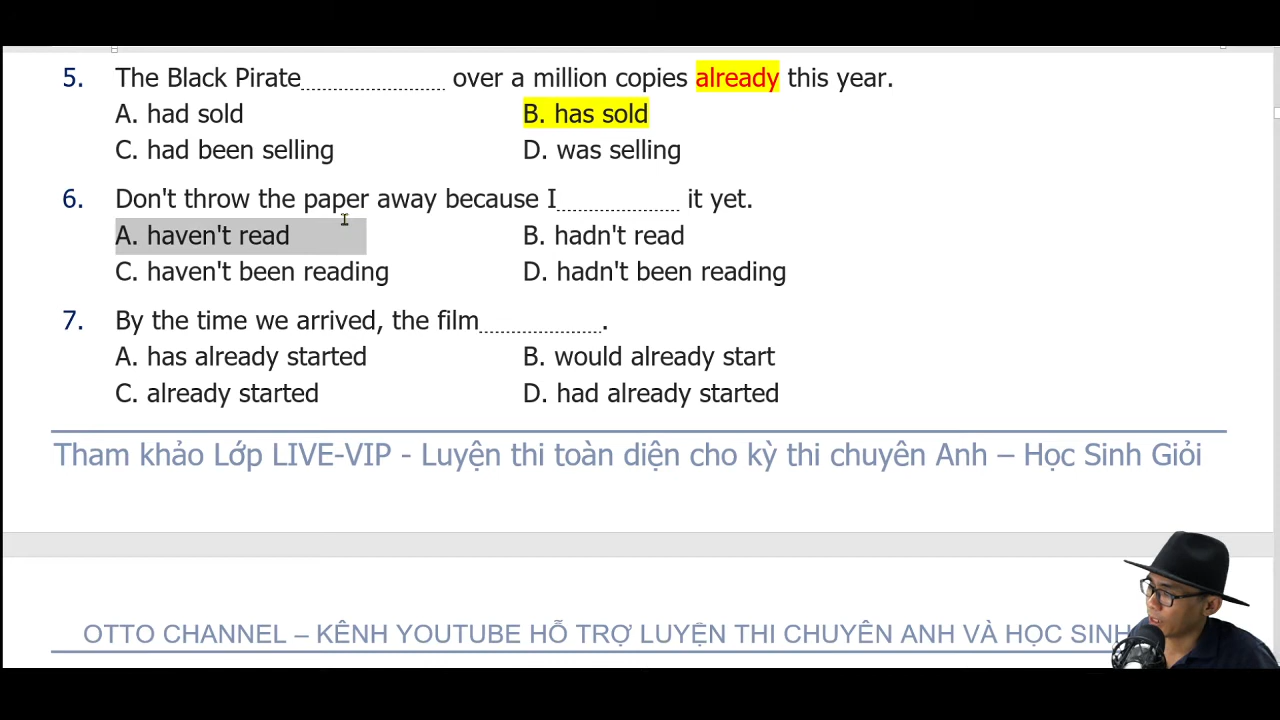 5. The Black Pirate........................ over a million copies already this year.
A. had sold B. has sold
C. had been selling D. was selling
6. Don't throw the paper away because I..................... it yet.
A. haven't read B. hadn't read
C. haven't been reading D. hadn't been reading
7. By the time we arrived, the film.....................
A. has already started B. would already start
C. already started D. had already started
Tham khảo Lớp LIVE-VIP - Luyện thi toàn diện cho kỳ thi chuyên Anh – Học Sinh Giỏi
OTTO CHANNEL – KÊNH YOUTUBE HỖ TRỢ LUYỆN THI CHUYÊN ANH VÀ HỌC SINH